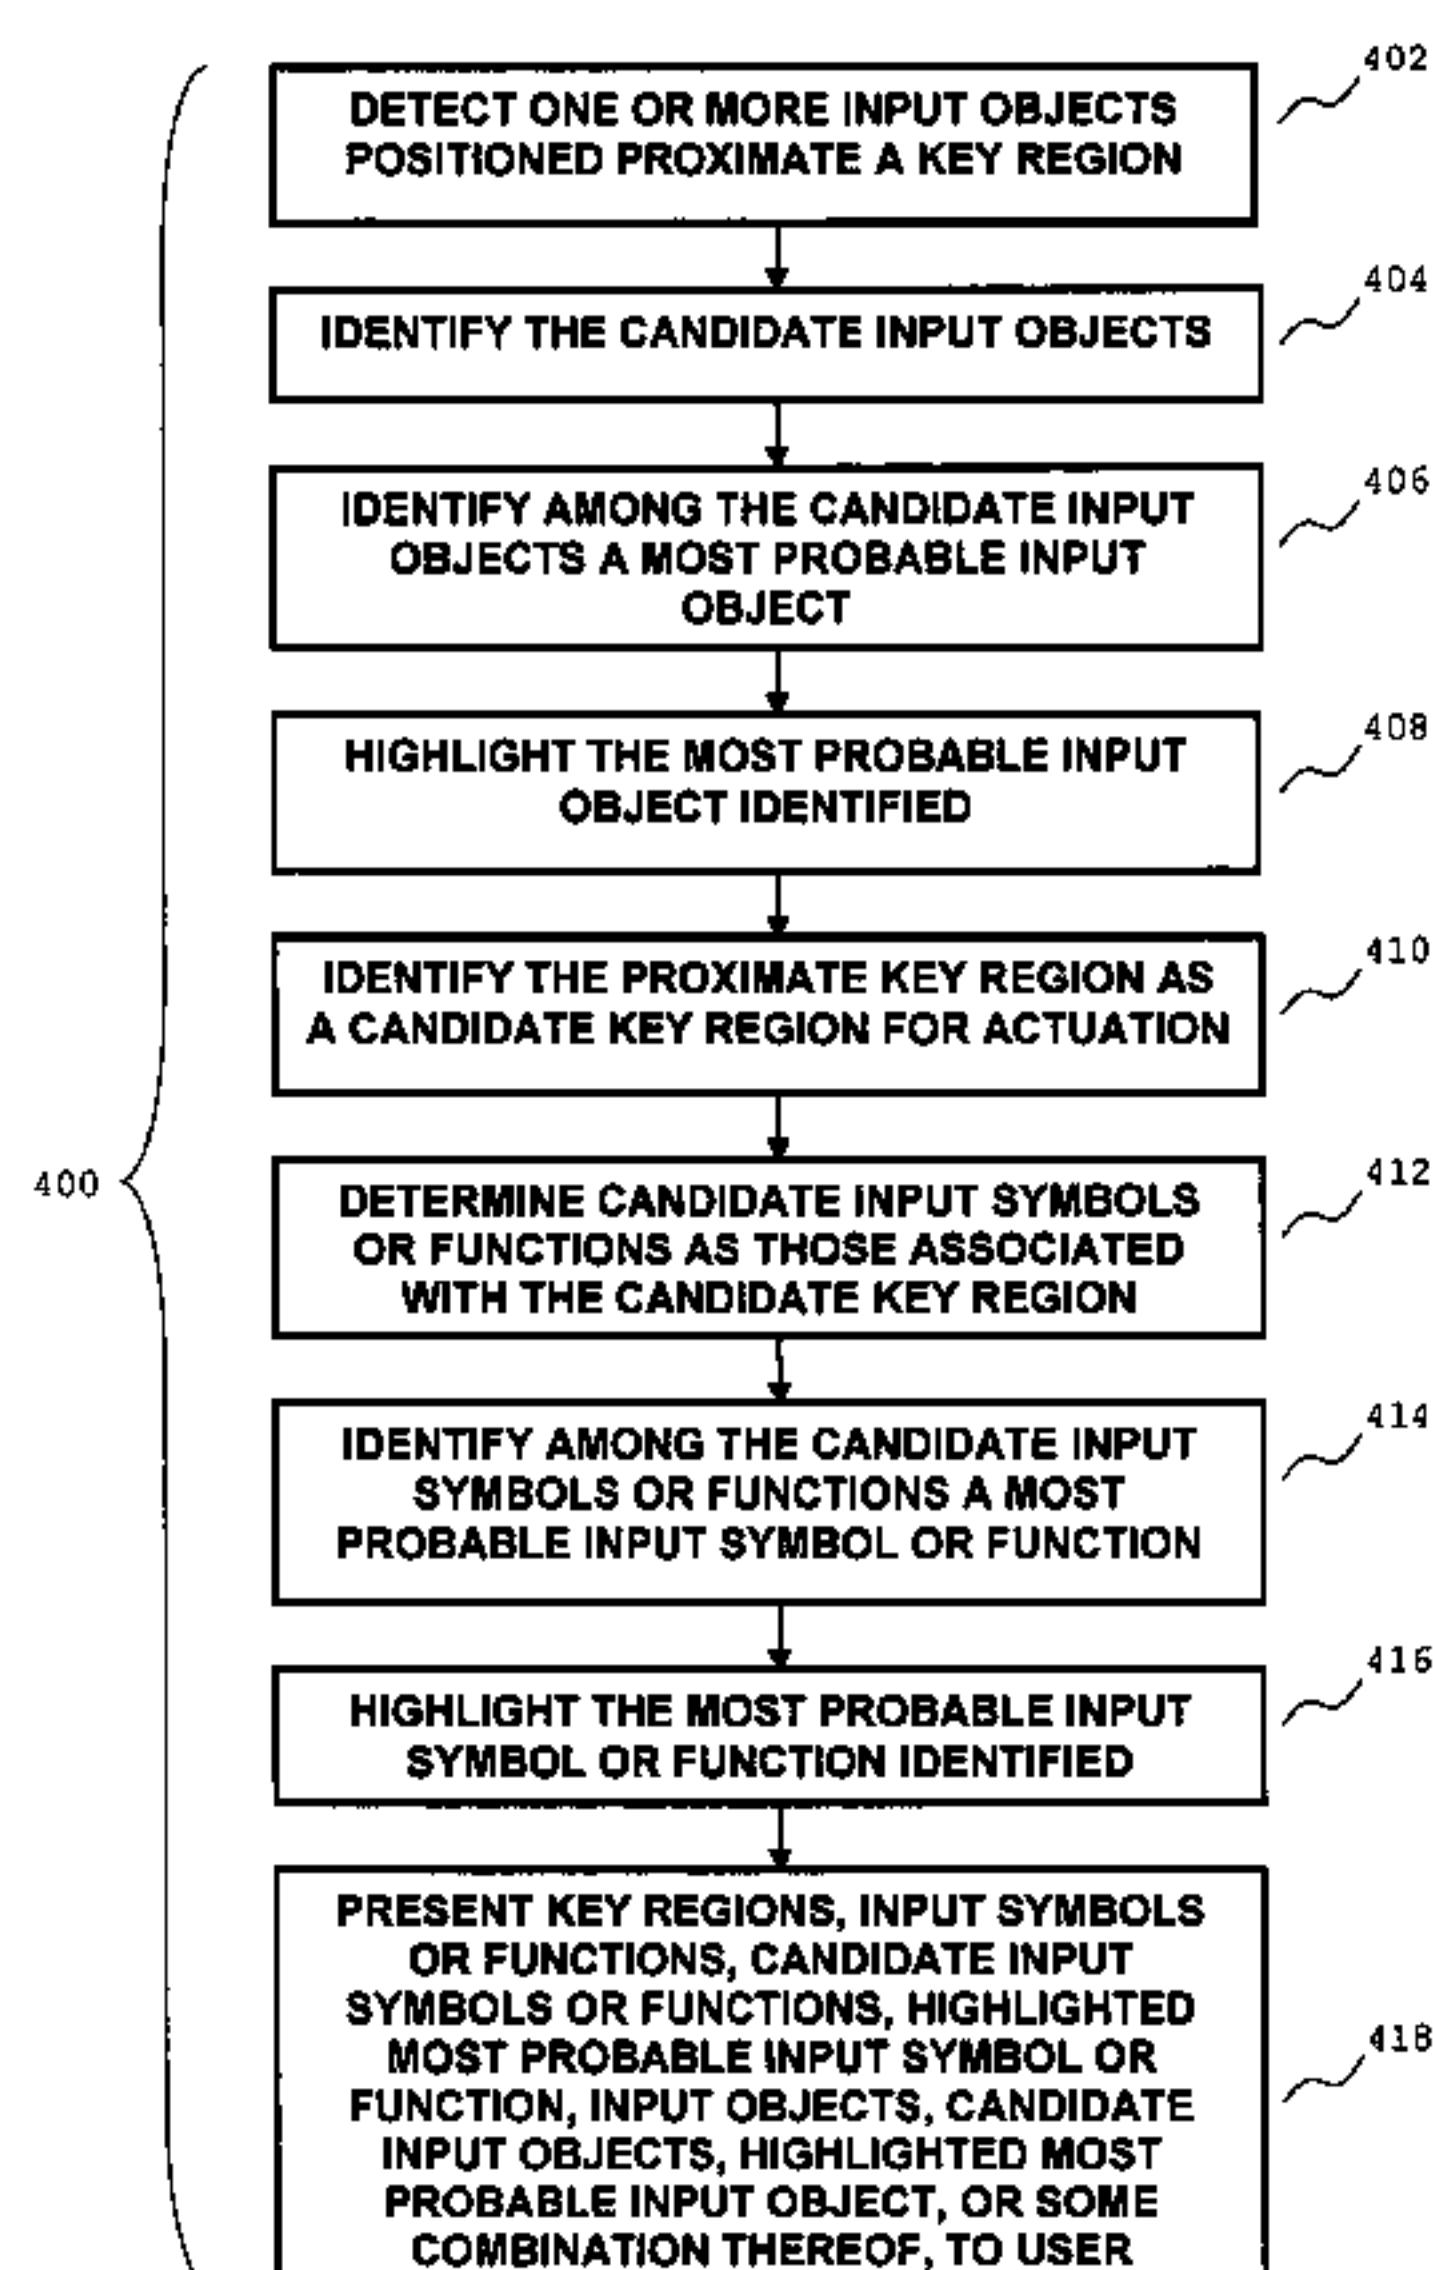 402
DETECT ONE OR MORE INPUT OBJECTS
POSITIONED PROXIMATE A KEY REGION
404
IDENTIFY THE CANDIDATE INPUT OBJECTS
406
IDENTIFY AMONG THE CANDIDATE INPUT
OBJECTS A MOST PROBABLE INPUT
OBJECT
408
HIGHLIGHT THE MOST PROBABLE INPUT
OBJECT IDENTIFIED
410
IDENTIFY THE PROXIMATE KEY REGION AS
A CANDIDATE KEY REGION FOR ACTUATION
400
412
DETERMINE CANDIDATE INPUT SYMBOLS
OR FUNCTIONS AS THOSE ASSOCIATED
WITH THE CANDIDATE KEY REGION
414
IDENTIFY AMONG THE CANDIDATE INPUT
SYMBOLS OR FUNCTIONS A MOST
PROBABLE INPUT SYMBOL OR FUNCTION
416
HIGHLIGHT THE MOST PROBABLE INPUT
SYMBOL OR FUNCTION IDENTIFIED
418
PRESENT KEY REGIONS, INPUT SYMBOLS
OR FUNCTIONS, CANDIDATE INPUT
SYMBOLS OR FUNCTIONS, HIGHLIGHTED
MOST PROBABLE INPUT SYMBOL OR
FUNCTION, INPUT OBJECTS, CANDIDATE
INPUT OBJECTS, HIGHLIGHTED MOST
PROBABLE INPUT OBJECT, OR SOME
COMBINATION THEREOF, TO USER